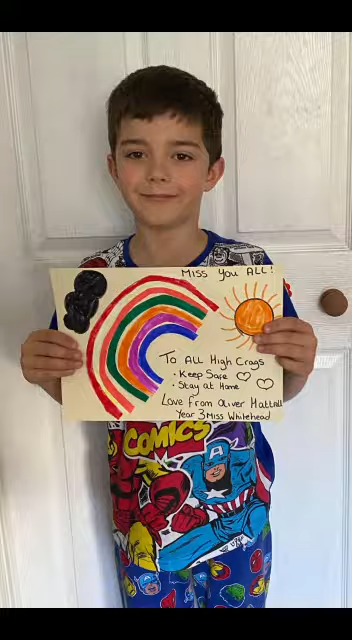 Miss You ALL!
To ALL High Crags
• Keep Safe
• Stay at Home
Love from Oliver
Year 3 Miss Whitehead
COMICS